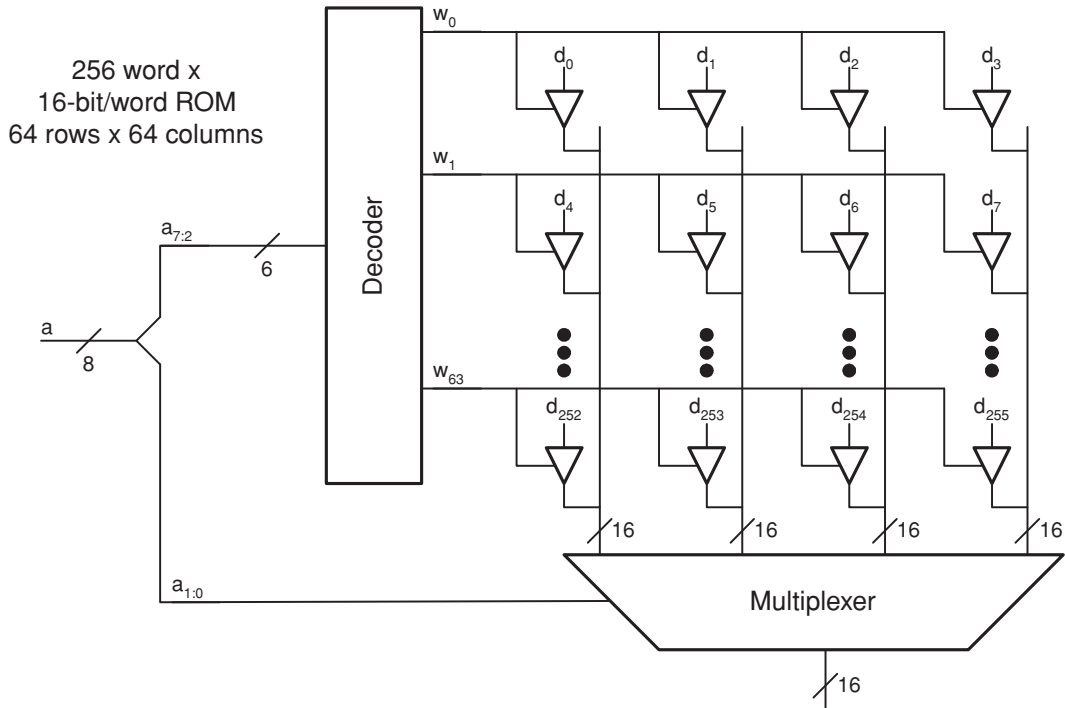 256 word x
16-bit/word ROM
64 rows x 64 columns
w₀
d₀ d₁ d₂ d₃
w₁
d₄ d₅ d₆ d₇
a₇:₂
6
Decoder
a
8
w₆₃
d₂₅₂ d₂₅₃ d₂₅₄ d₂₅₅
16 16 16 16
a₁:₀
Multiplexer
16